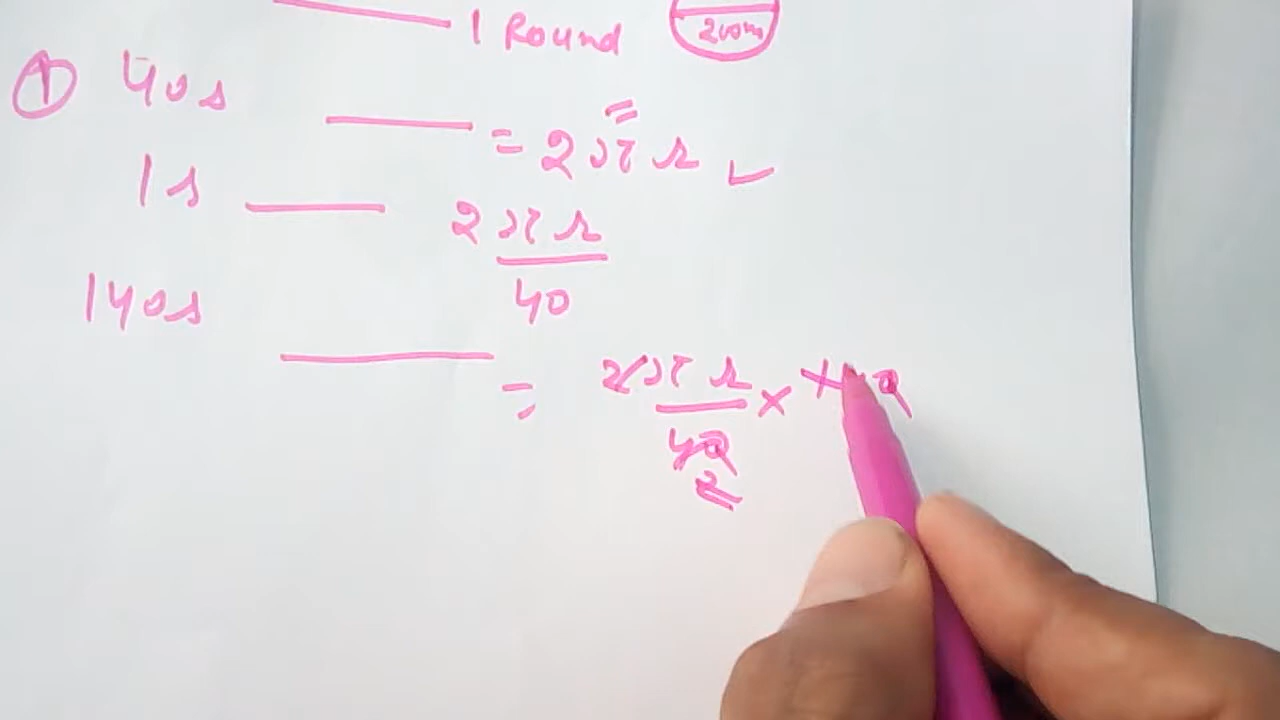 1 Round 200m
① 40s
= 2πr ✓
1s 2πr
40
140s
= 2πr × 140
40
2